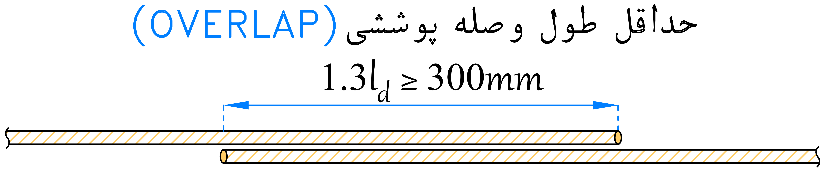 حداقل طول وصله پوششی (OVERLAP)
1.3l_d ≥ 300mm